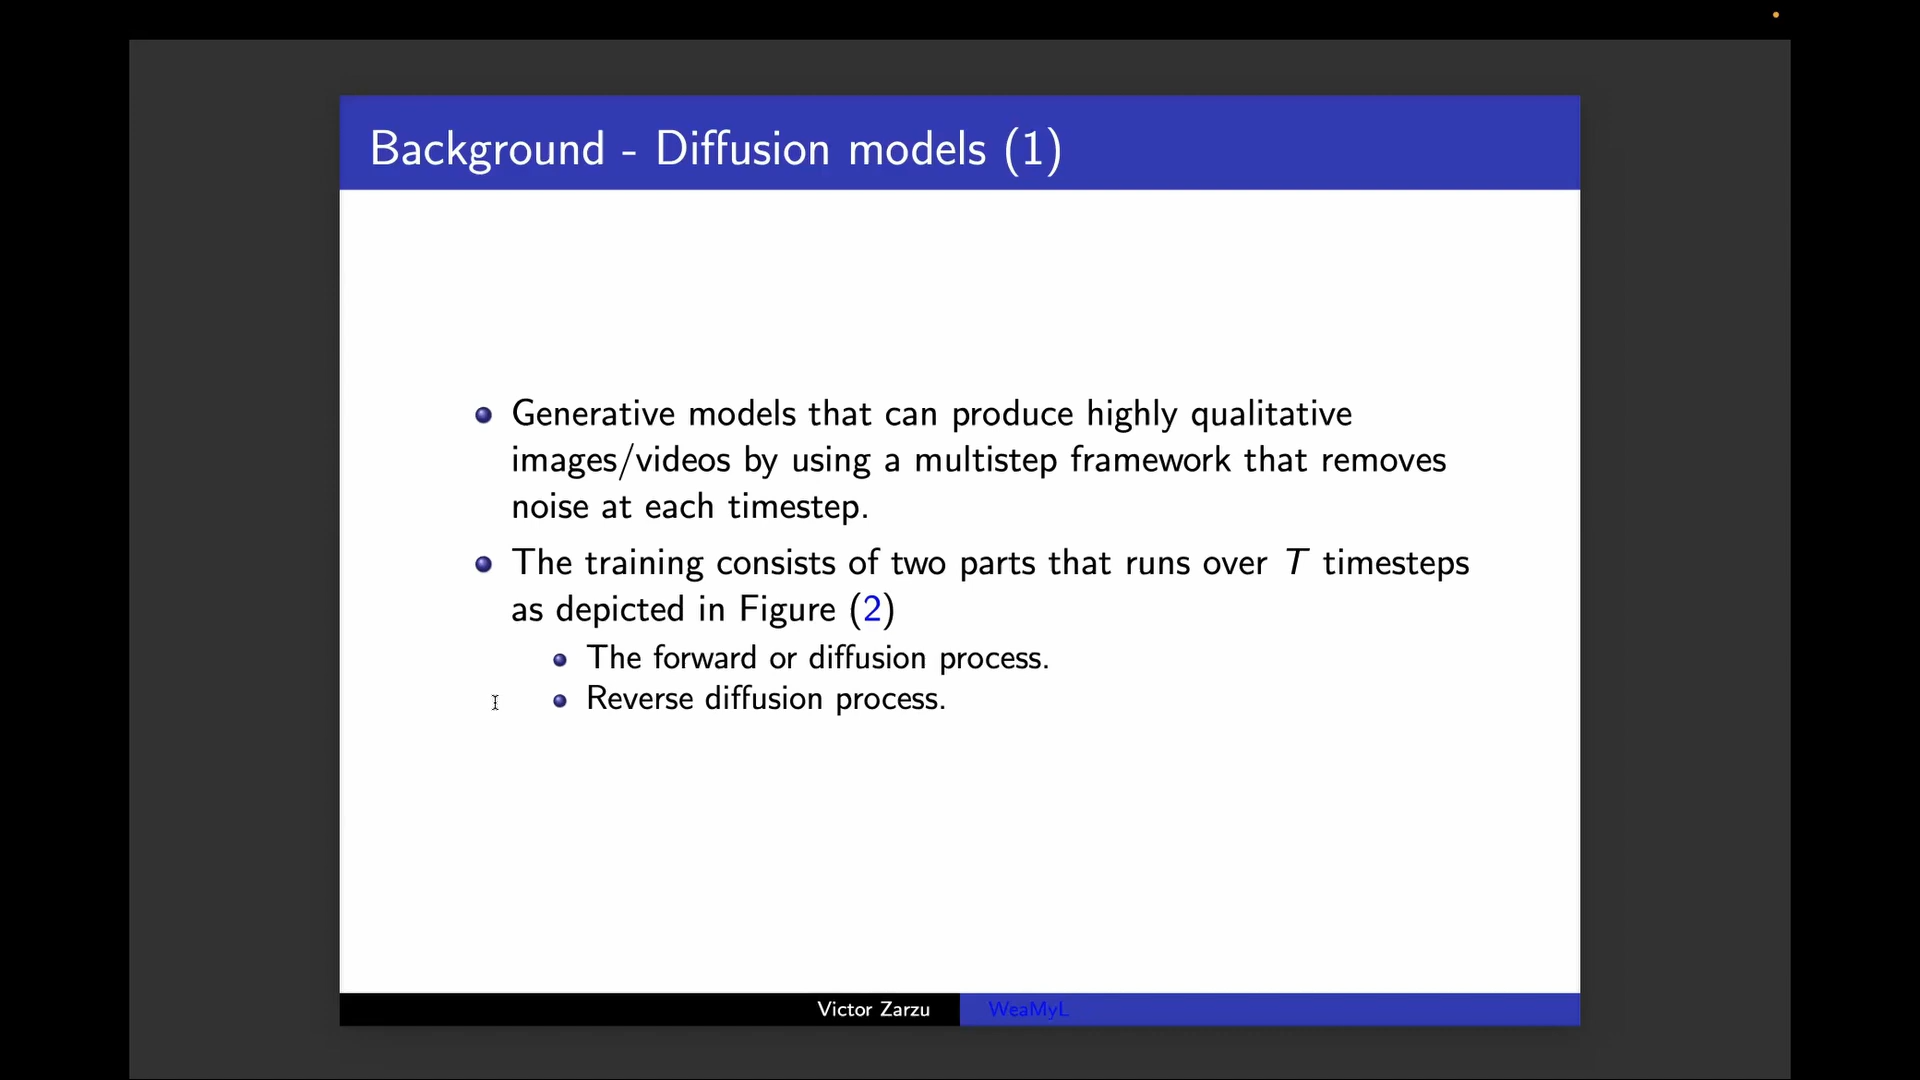 Background - Diffusion models (1)
Generative models that can produce highly qualitative
images/videos by using a multistep framework that removes
noise at each timestep.
The training consists of two parts that runs over T timesteps
as depicted in Figure (2)
The forward or diffusion process.
Reverse diffusion process.
Victor Zarzu
WeaMyL